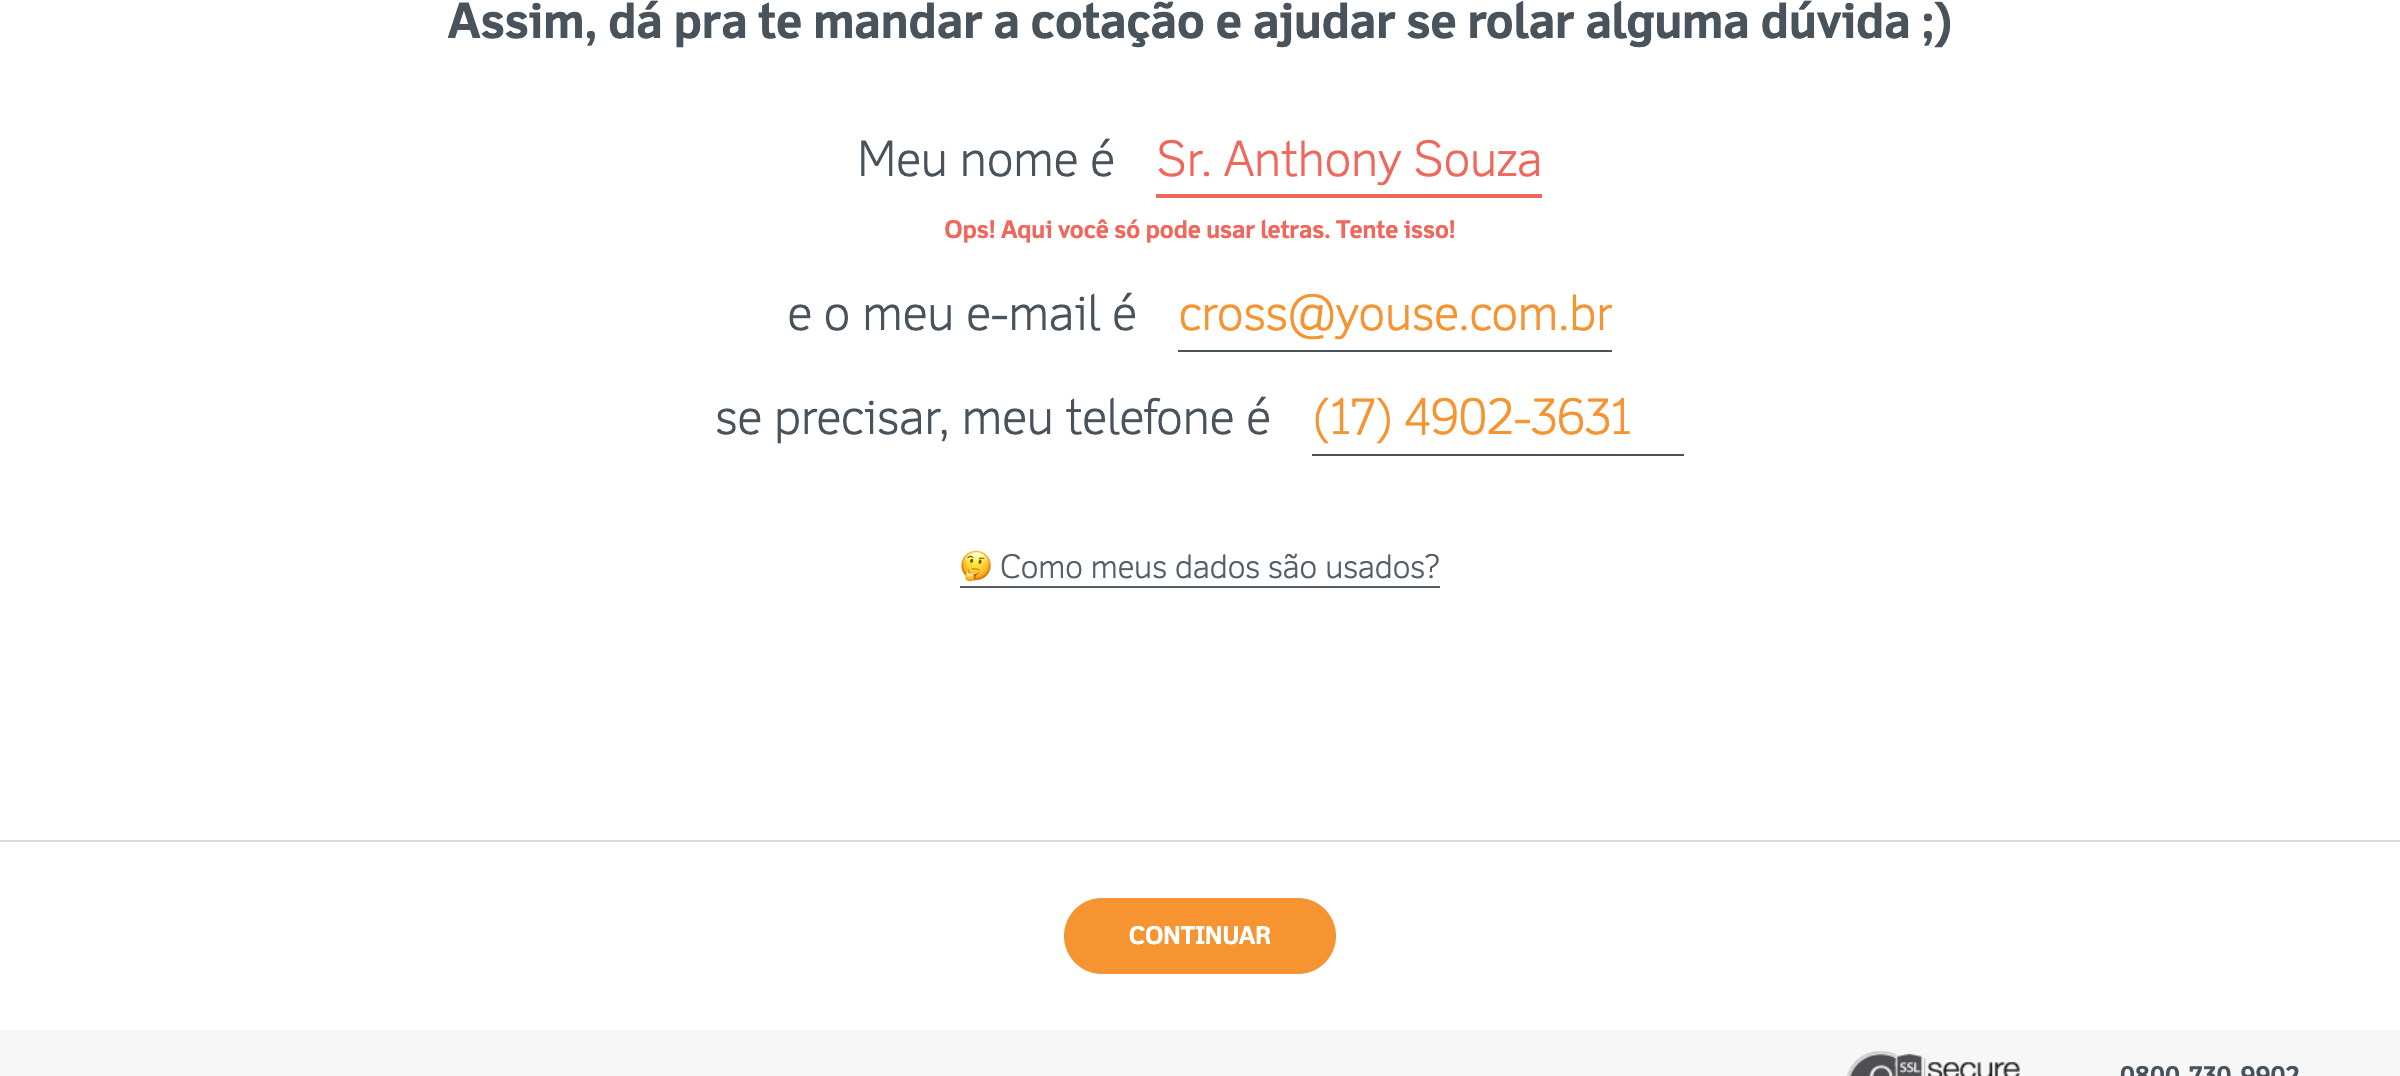 Assim, dá pra te mandar a cotação e ajudar se rolar alguma dúvida ;)
Meu nome é Sr. Anthony Souza
Ops! Aqui você só pode usar letras. Tente isso!
e o meu e-mail é cross@youse.com.br
se precisar, meu telefone é (17) 4902-3631
🤔 Como meus dados são usados?
CONTINUAR
SSL secure
0800 730 9902